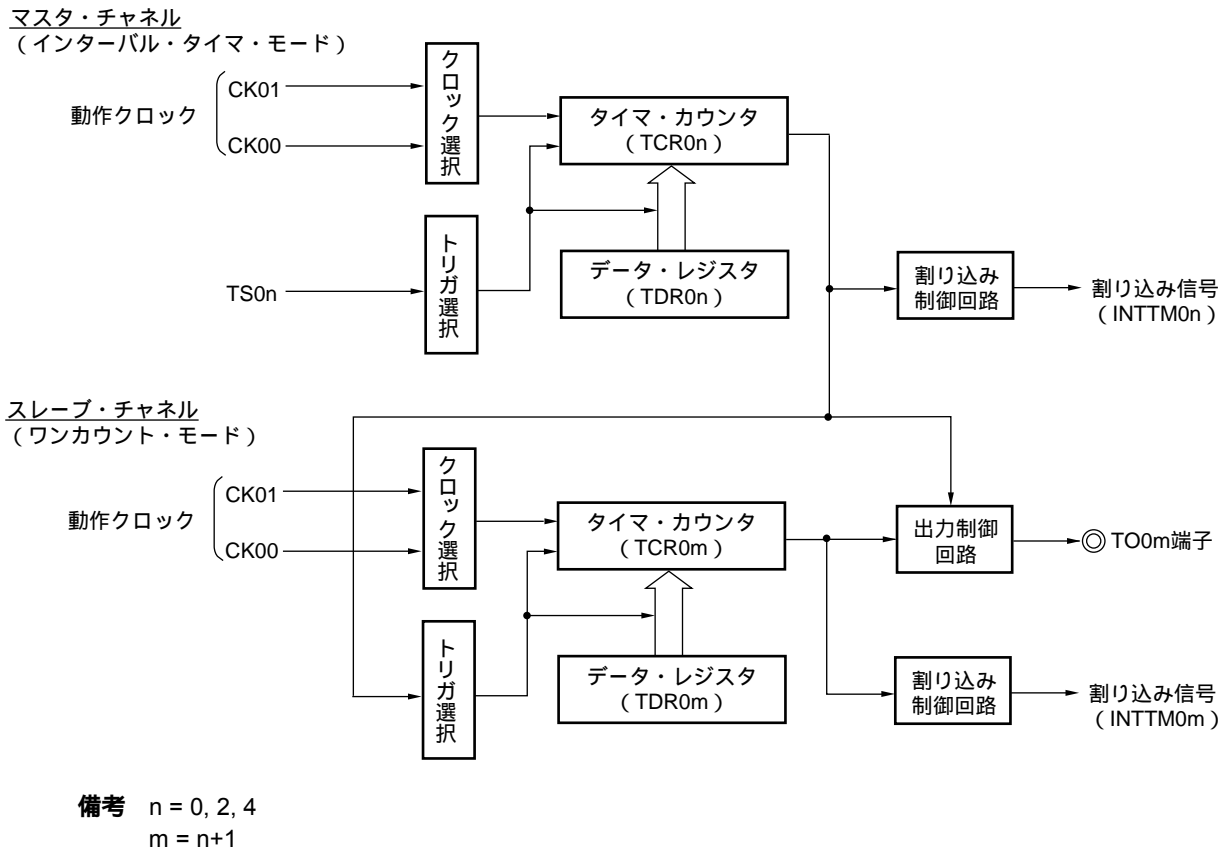 マスタ・チャネル
（インターバル・タイマ・モード）
動作クロック
CK01
CK00
クロック選択
タイマ・カウンタ
（TCR0n）
TS0n
トリガ選択
データ・レジスタ
（TDR0n）
割り込み
制御回路
割り込み信号
（INTTM0n）
スレーブ・チャネル
（ワンカウント・モード）
動作クロック
CK01
CK00
クロック選択
タイマ・カウンタ
（TCR0m）
出力制御
回路
TO0m端子
トリガ選択
データ・レジスタ
（TDR0m）
割り込み
制御回路
割り込み信号
（INTTM0m）
備考 n = 0, 2, 4
m = n+1